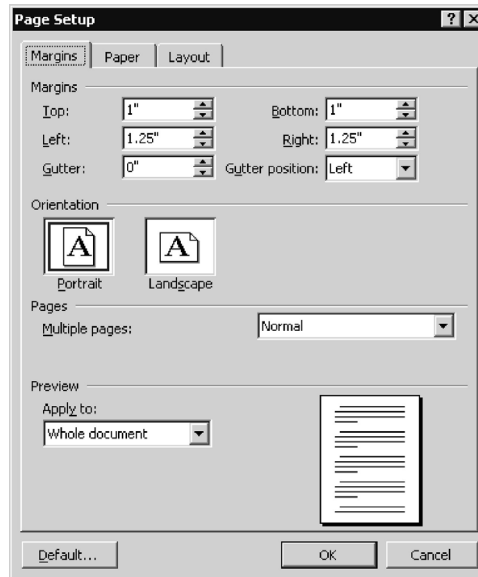 Page Setup
Margins Paper Layout
Margins
Top: 1" Bottom: 1"
Left: 1.25" Right: 1.25"
Gutter: 0" Gutter position: Left
Orientation
A A
Portrait Landscape
Pages
Multiple pages: Normal
Preview
Apply to:
Whole document
Default... OK Cancel